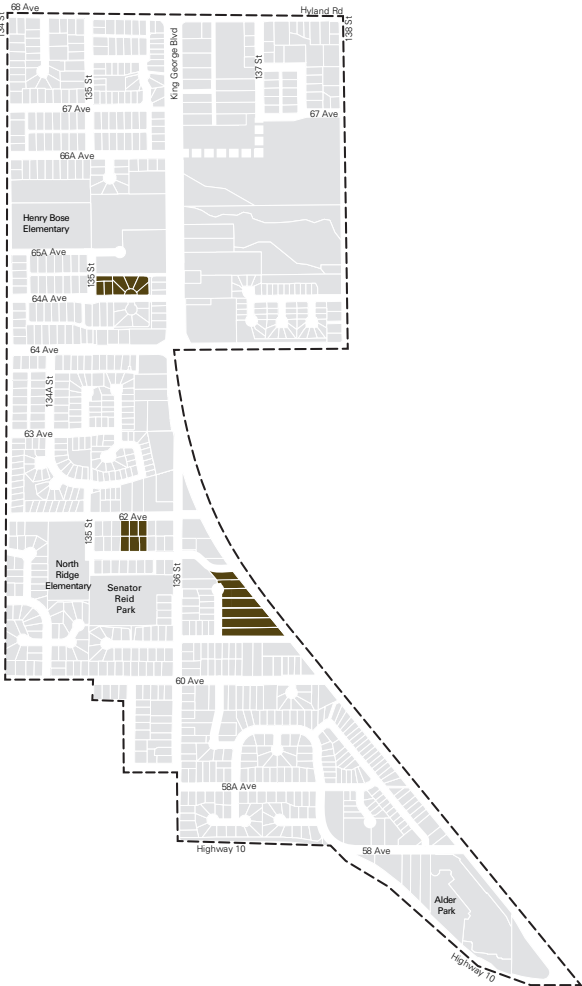 68 Ave
Hyland Rd
134 St
138 St
King George Blvd
137 St
135 St
67 Ave
67 Ave
66A Ave
Henry Bose
Elementary
65A Ave
135 St
64A Ave
64 Ave
134A St
63 Ave
62 Ave
135 St
North
Ridge
Elementary
Senator
Reid
Park
136 St
60 Ave
58A Ave
Highway 10
58 Ave
Alder
Park
Highway 10